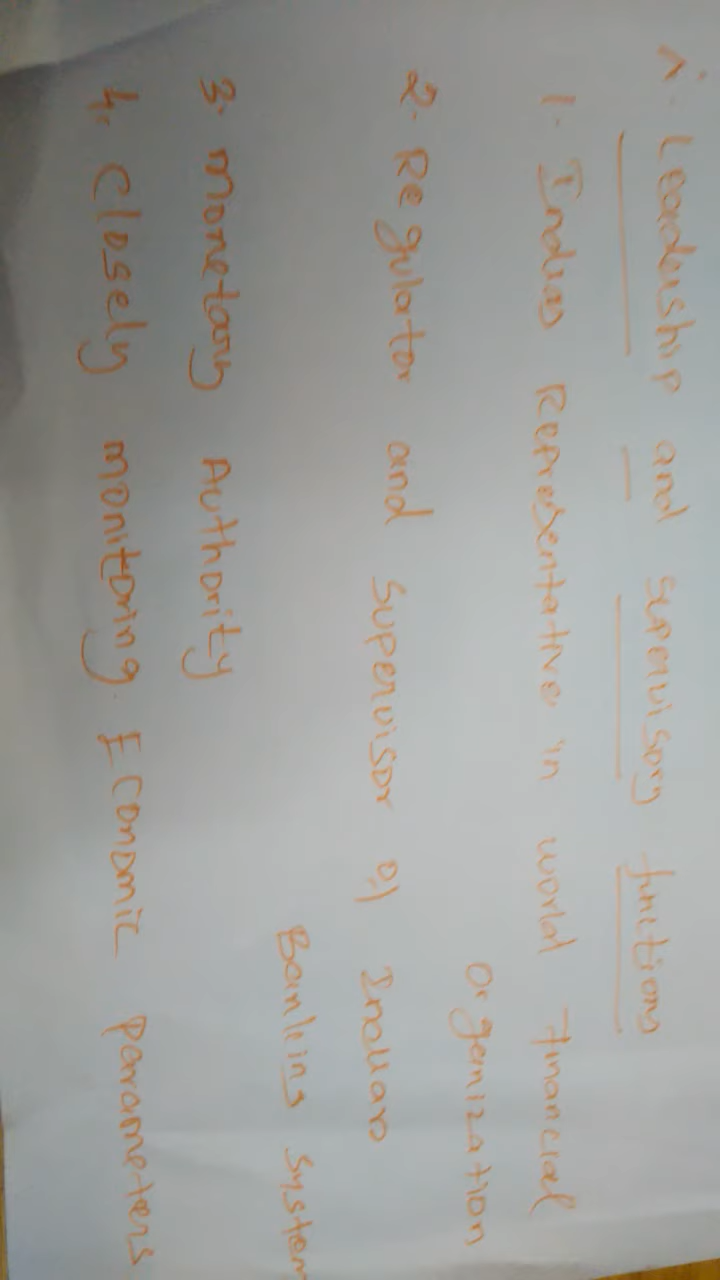 i. Leadership and supervisory functions
1. Indias Representative in world Financial
Organization
2. Regulator and Supervisor of Indian
Banking System
3. Monetary Authority
4. Closely monitoring Economic parameters